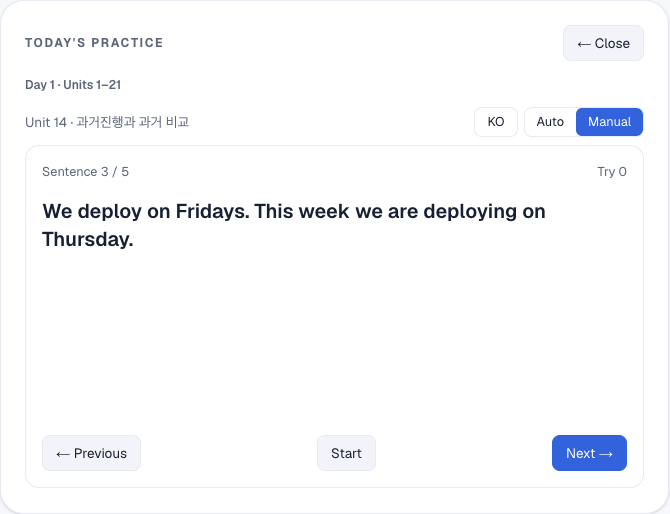 TODAY'S PRACTICE
← Close
Day 1 · Units 1–21
Unit 14 · 과거진행과 과거 비교
KO
Auto
Manual
Sentence 3 / 5
Try 0
We deploy on Fridays. This week we are deploying on
Thursday.
← Previous
Start
Next →